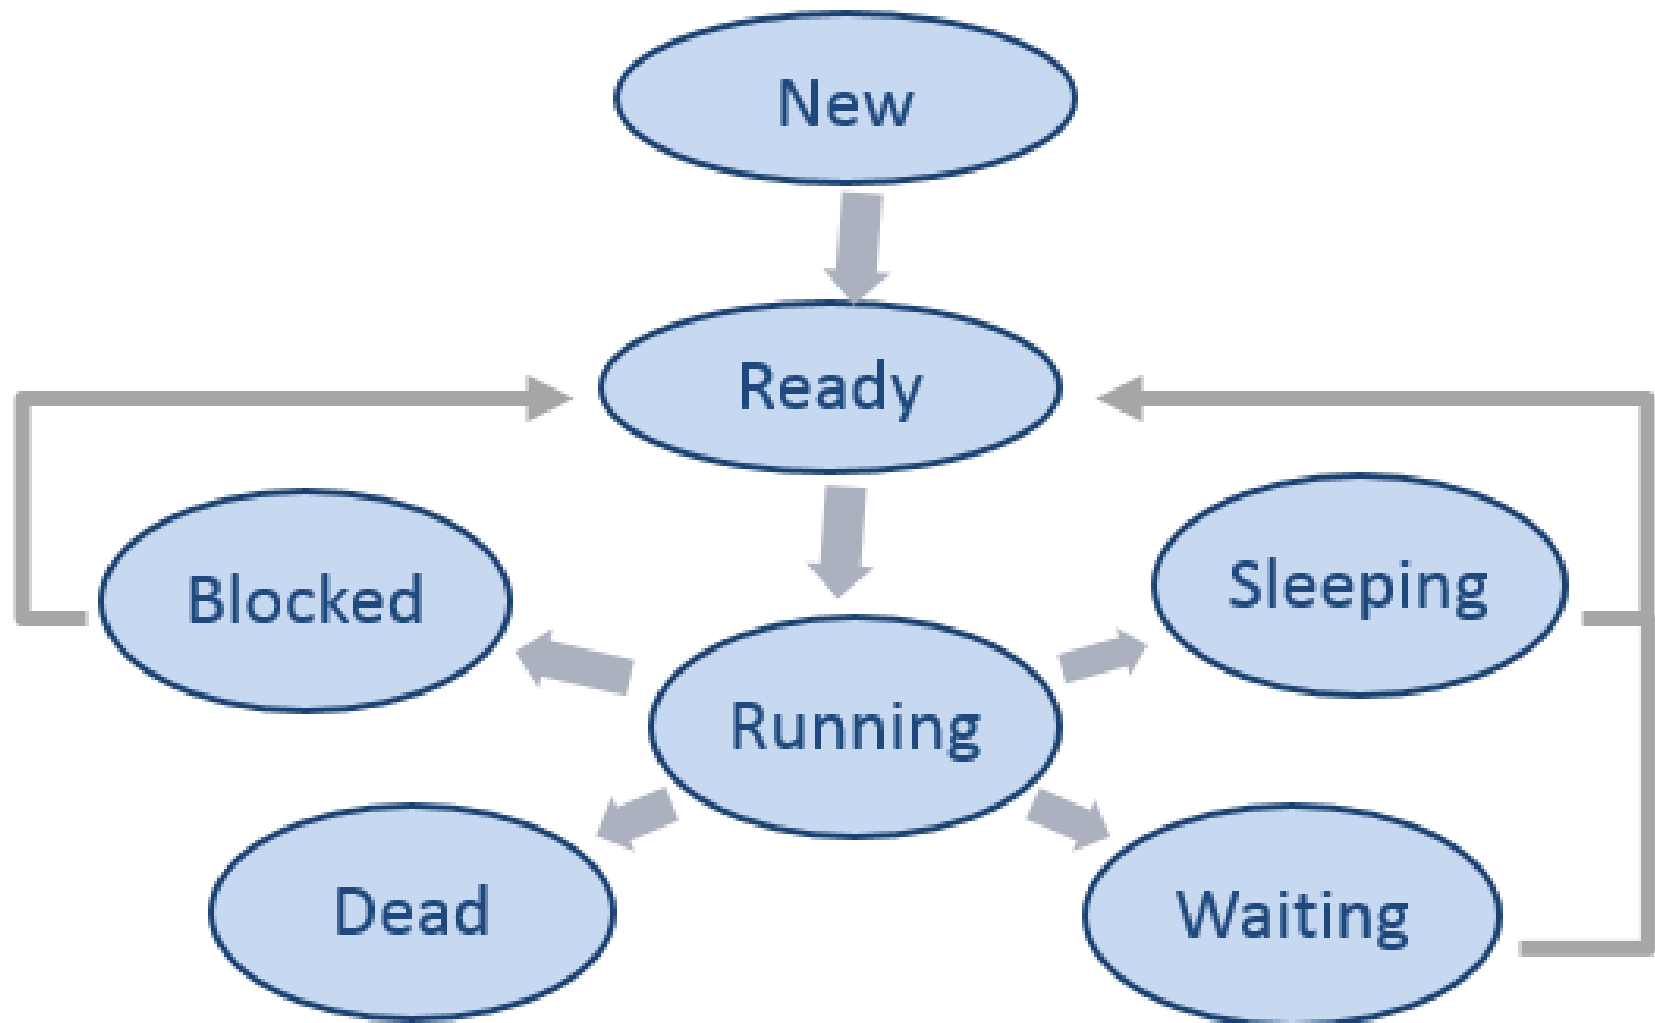 New
Ready
Blocked
Sleeping
Running
Dead
Waiting